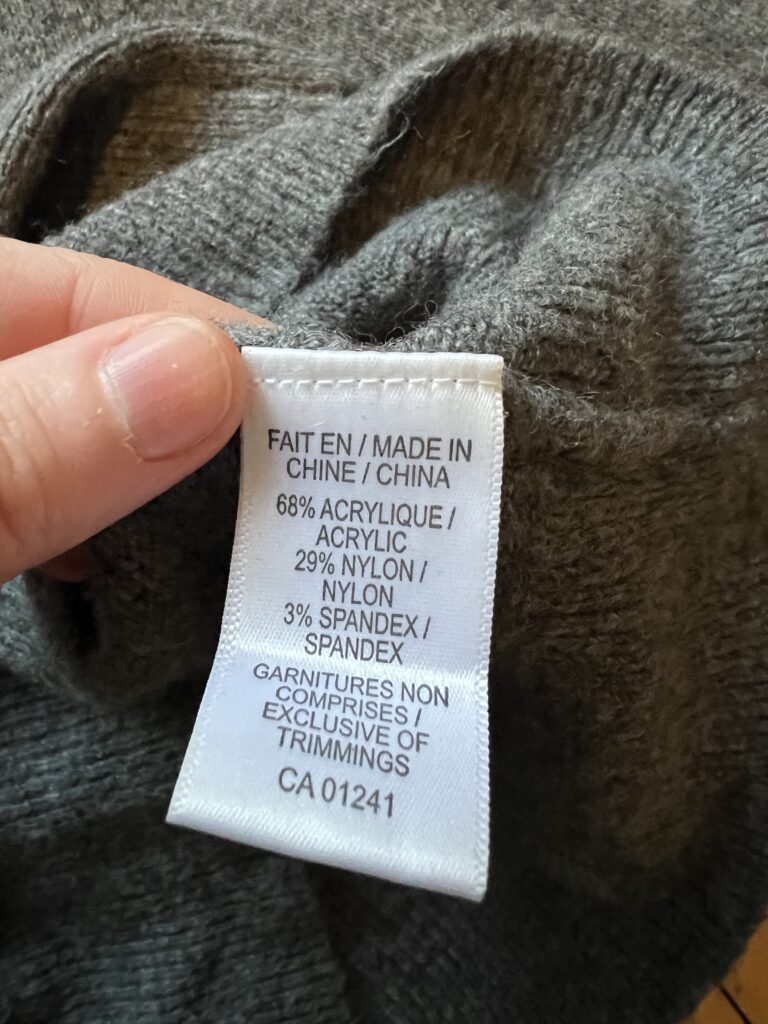 FAIT EN / MADE IN
CHINE / CHINA
68% ACRYLIQUE /
ACRYLIC
29% NYLON /
NYLON
3% SPANDEX /
SPANDEX
GARNITURES NON
COMPRISES /
EXCLUSIVE OF
TRIMMINGS
CA 01241